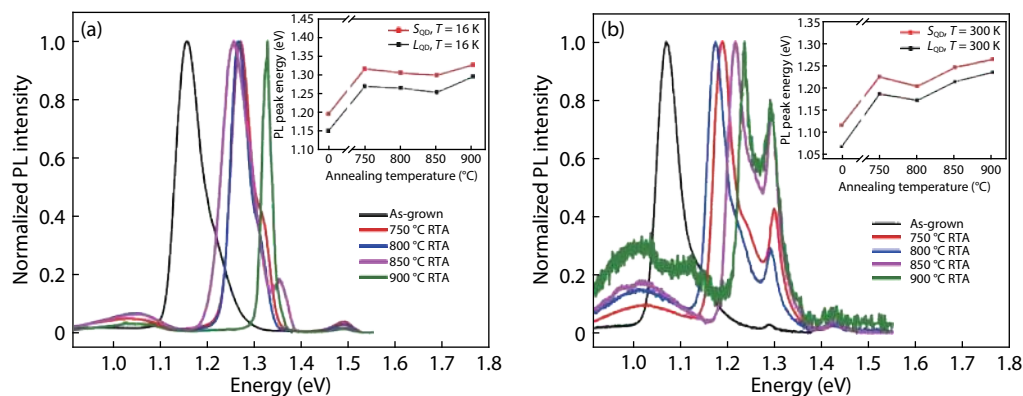 (a)
Normalized PL intensity
1.0
0.8
0.6
0.4
0.2
0
1.0 1.1 1.2 1.3 1.4 1.5 1.6 1.7 1.8
Energy (eV)
As-grown
750 °C RTA
800 °C RTA
850 °C RTA
900 °C RTA
PL peak energy (eV)
1.45
1.40
1.35
1.30
1.25
1.20
1.15
1.10
SQD, T = 16 K
LQD, T = 16 K
0 750 800 850 900
Annealing temperature (°C)
(b)
Normalized PL intensity
1.0
0.8
0.6
0.4
0.2
0
1.0 1.1 1.2 1.3 1.4 1.5 1.6 1.7 1.8
Energy (eV)
As-grown
750 °C RTA
800 °C RTA
850 °C RTA
900 °C RTA
PL peak energy (eV)
1.35
1.30
1.25
1.20
1.15
1.10
1.05
SQD, T = 300 K
LQD, T = 300 K
0 750 800 850 900
Annealing temperature (°C)